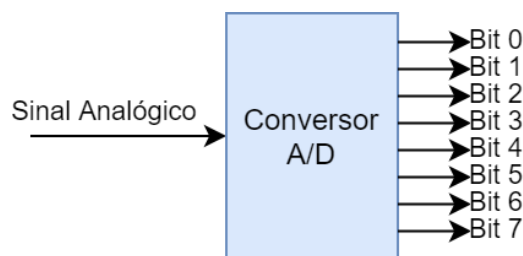 Sinal Analógico
Conversor
A/D
Bit 0
Bit 1
Bit 2
Bit 3
Bit 4
Bit 5
Bit 6
Bit 7